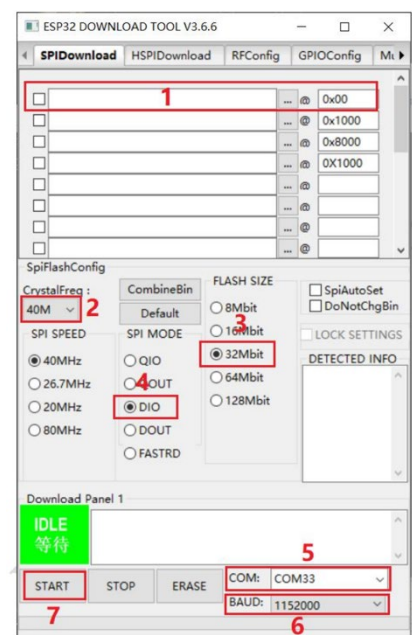 ESP32 DOWNLOAD TOOL V3.6.6
SPIDownload HSPIDownload RFConfig GPIOConfig Mu
1 ... @ 0x00
... @ 0x1000
... @ 0x8000
... @ 0X1000
... @
... @
... @
... @
SpiFlashConfig
CrystalFreq :
40M 2
CombineBin
Default
SPI SPEED
40MHz
26.7MHz
20MHz
80MHz
SPI MODE
QIO
4
DIO
DOUT
FASTRD
FLASH SIZE
8Mbit
3
16Mbit
32Mbit
64Mbit
128Mbit
SpiAutoSet
DoNotChgBin
LOCK SETTINGS
DETECTED INFO
Download Panel 1
IDLE
等待
5
START STOP ERASE
COM: COM33
BAUD: 1152000
7
6